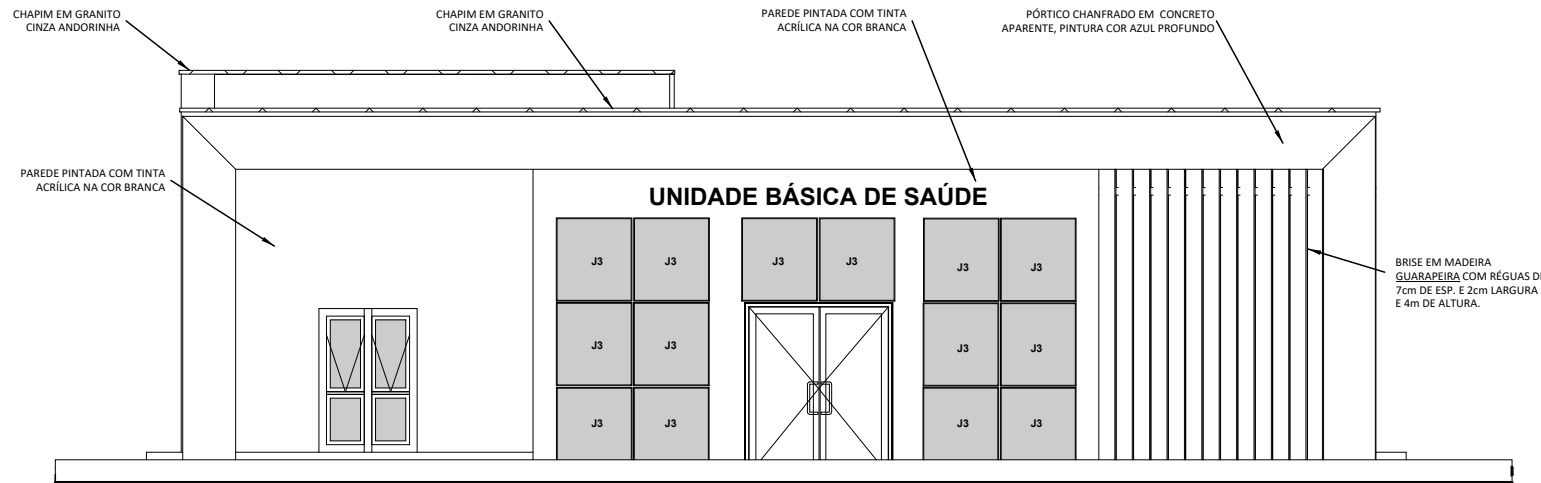 CHAPIM EM GRANITO
CINZA ANDORINHA
CHAPIM EM GRANITO
CINZA ANDORINHA
PAREDE PINTADA COM TINTA
ACRÍLICA NA COR BRANCA
PÓRTICO CHANFRADO EM CONCRETO
APARENTE, PINTURA COR AZUL PROFUNDO
PAREDE PINTADA COM TINTA
ACRÍLICA NA COR BRANCA
UNIDADE BÁSICA DE SAÚDE
J3 J3 J3 J3 J3 J3
BRISE EM MADEIRA
GUARAPEIRA COM RÉGUAS DE
7cm DE ESP. E 2cm LARGURA
E 4m DE ALTURA.
J3 J3 J3 J3
J3 J3 J3 J3